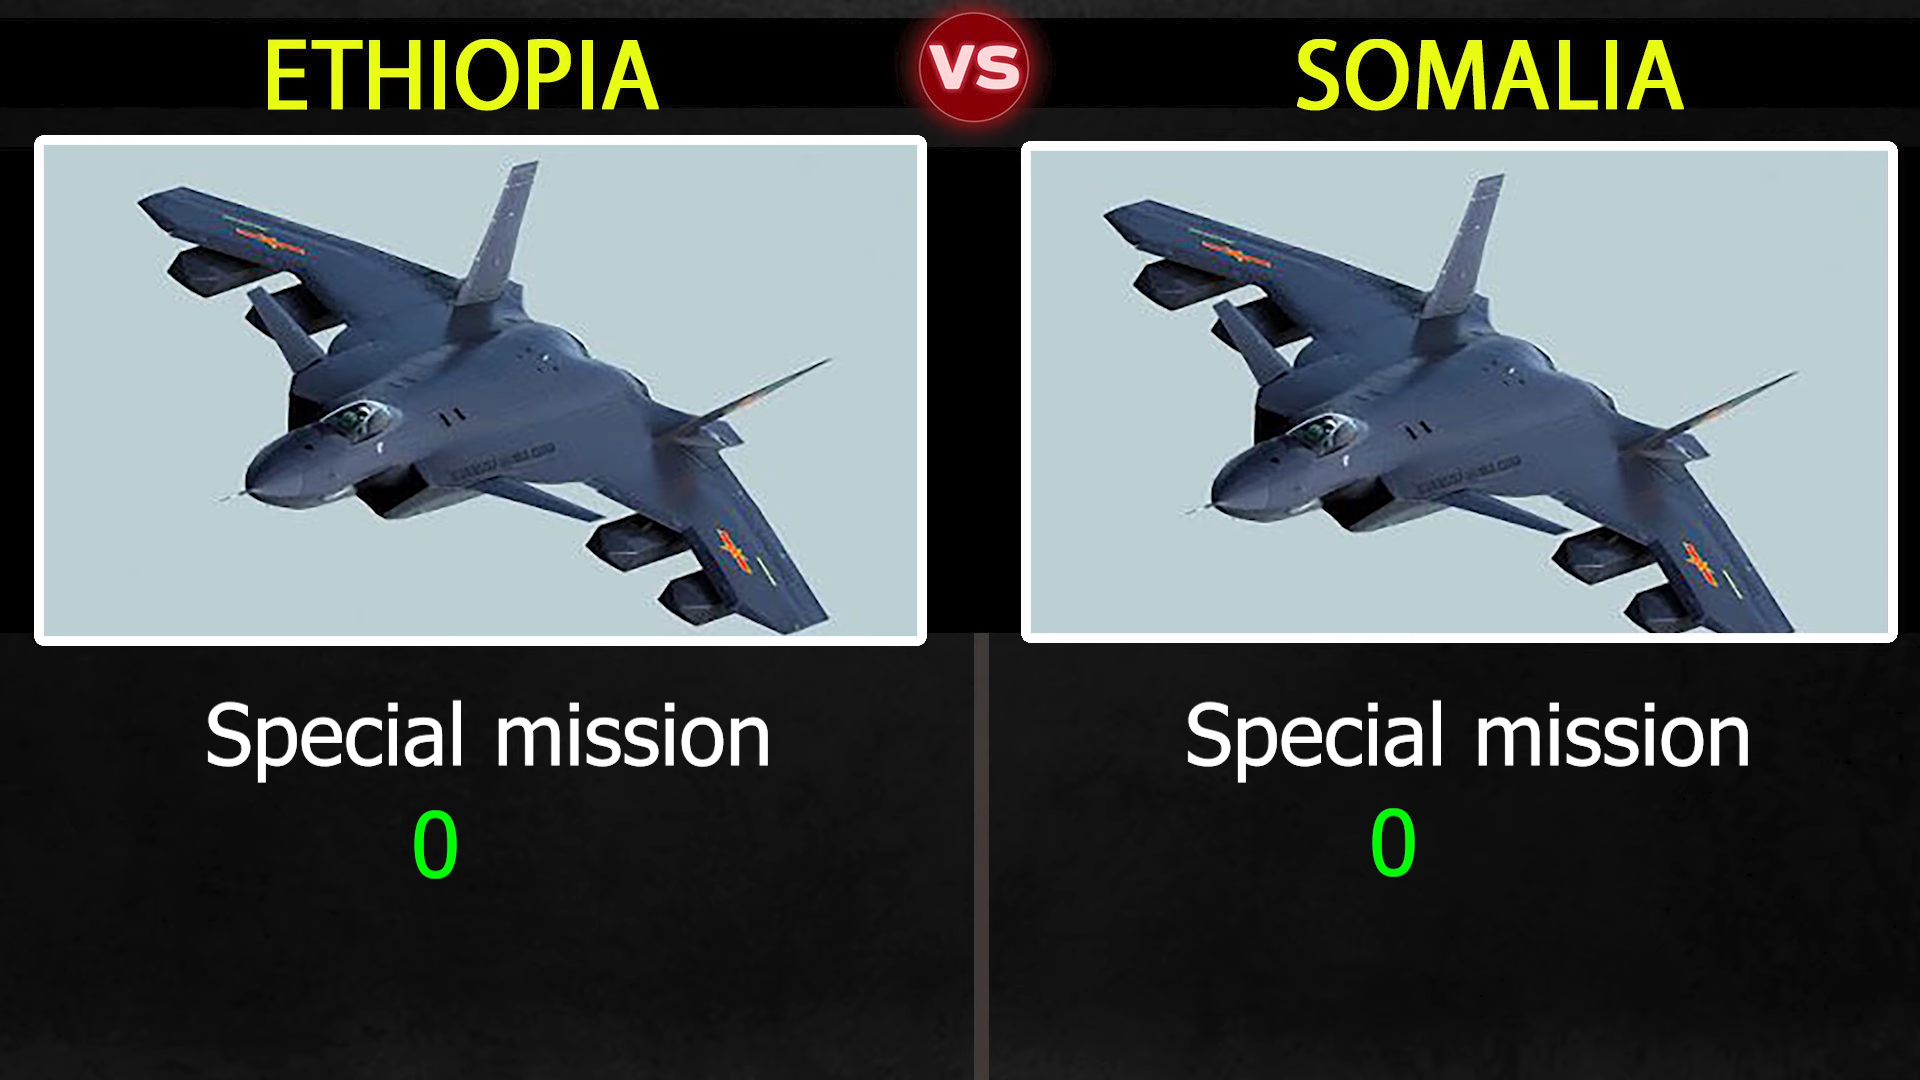 ETHIOPIA
VS
SOMALIA
Special mission
0
Special mission
0